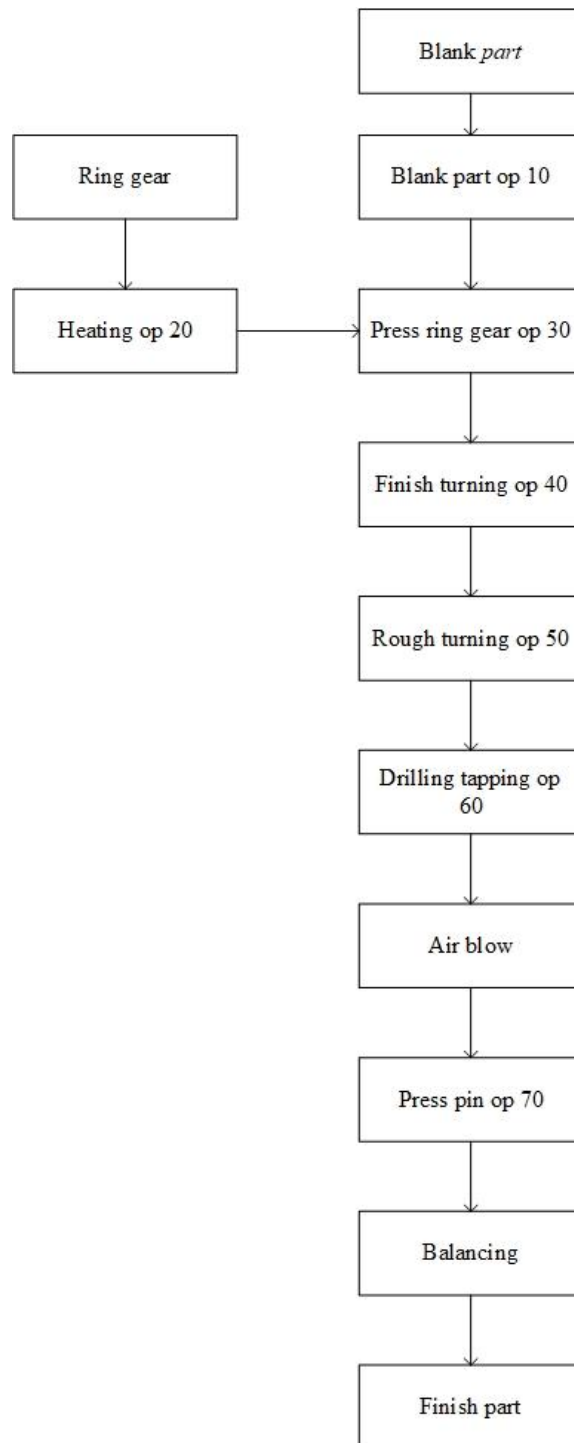 Blank part
Ring gear
Blank part op 10
Heating op 20
Press ring gear op 30
Finish turning op 40
Rough turning op 50
Drilling tapping op
60
Air blow
Press pin op 70
Balancing
Finish part